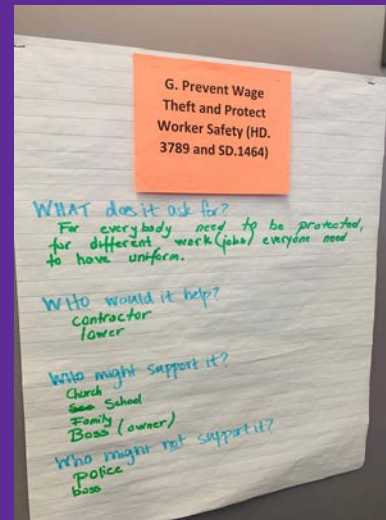 G. Prevent Wage
Theft and Protect
Worker Safety (HD.
3789 and SD.1464)
WHAT does it ask for?
For everybody need to be protected,
for different work (jobs) everyone need
to have uniform.
WHO would it help?
contractor
lower
Who might support it?
Church
School
Family
Boss (owner)
Who might not support it?
police
boss